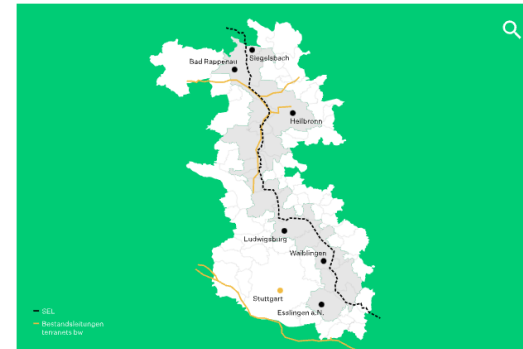 Siegelsbach
Bad Rappenau
Heilbronn
Ludwigsburg
Waiblingen
Stuttgart
Esslingen a.N.
SEL
Bestandsleitungen
terranets bw